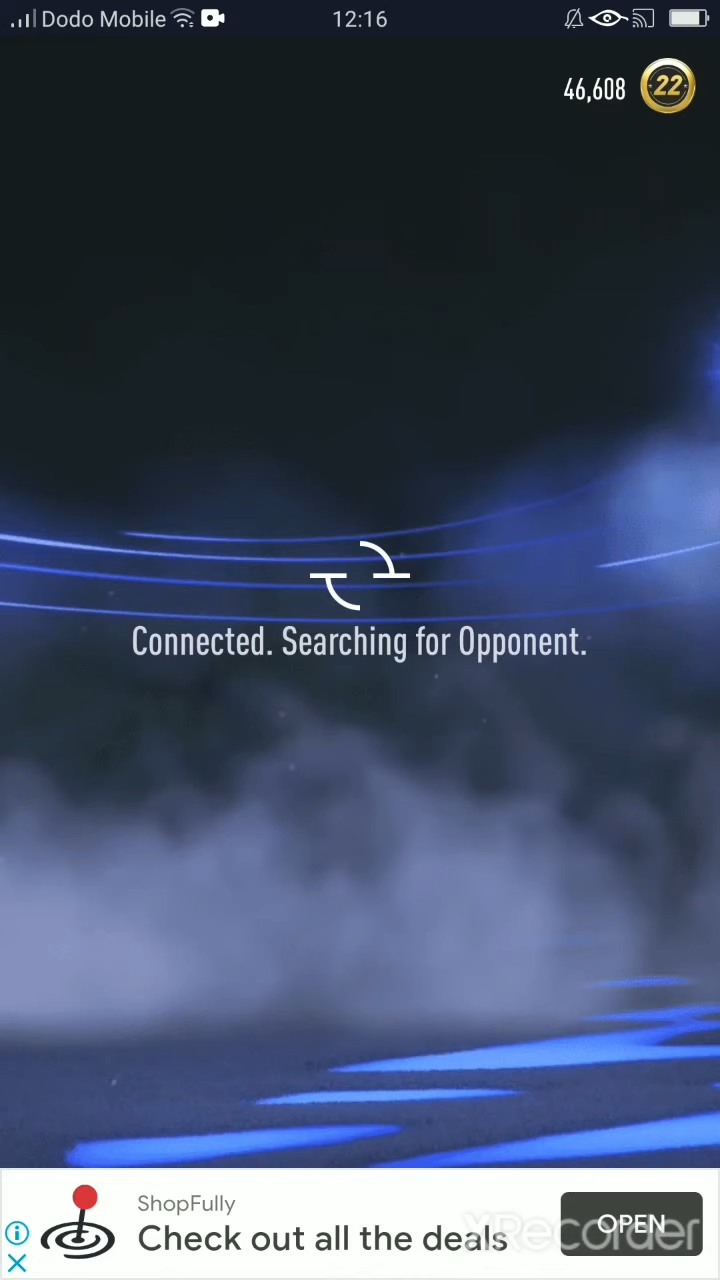 Dodo Mobile 12:16
46,608 22
Connected. Searching for Opponent.
ShopFully
Check out all the deals
OPEN
XRecorder